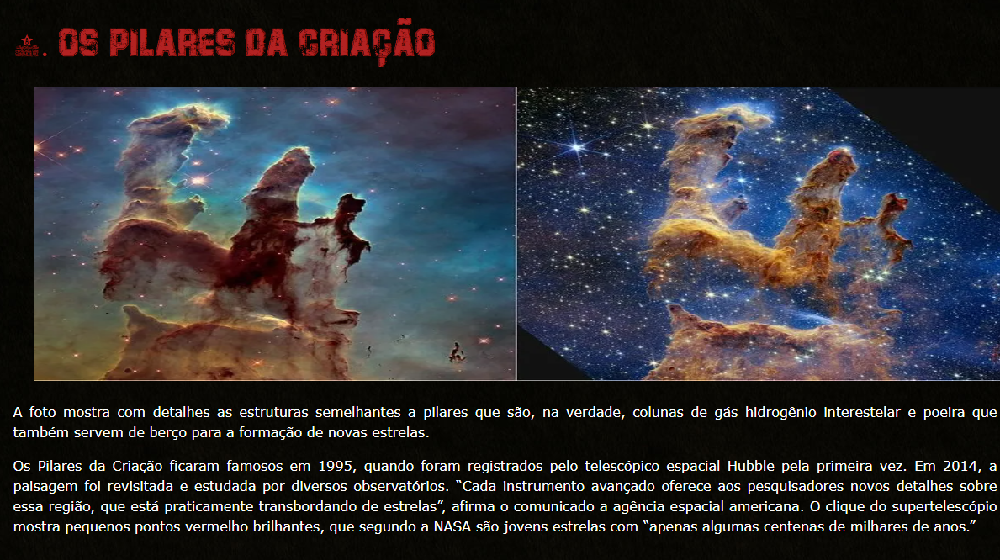 . OS PILARES DA CRIAÇÃO
A foto mostra com detalhes as estruturas semelhantes a pilares que são, na verdade, colunas de gás hidrogênio interestelar e poeira que
também servem de berço para a formação de novas estrelas.
Os Pilares da Criação ficaram famosos em 1995, quando foram registrados pelo telescópico espacial Hubble pela primeira vez. Em 2014, a
paisagem foi revisitada e estudada por diversos observatórios. “Cada instrumento avançado oferece aos pesquisadores novos detalhes sobre
essa região, que está praticamente transbordando de estrelas”, afirma o comunicado a agência espacial americana. O clique do supertelescópio
mostra pequenos pontos vermelho brilhantes, que segundo a NASA são jovens estrelas com “apenas algumas centenas de milhares de anos.”